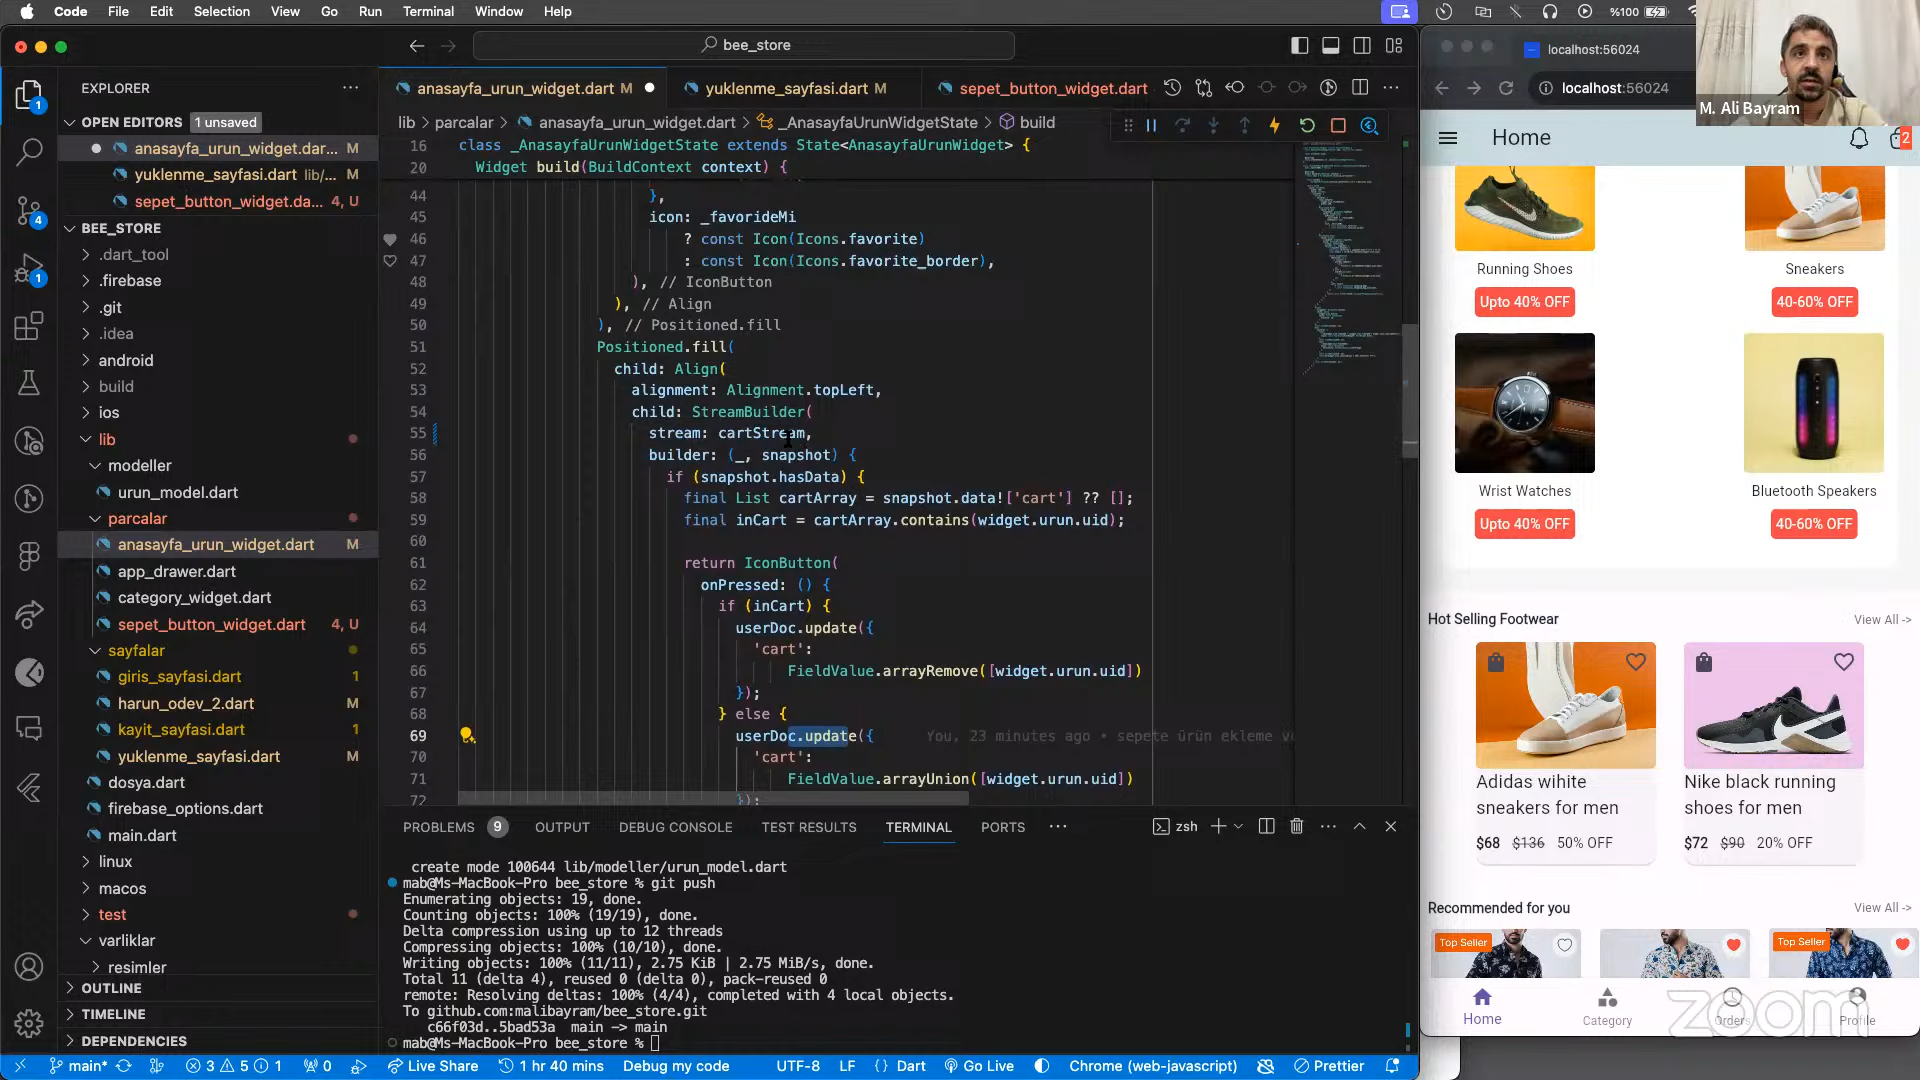 Code File Edit Selection View Go Run Terminal Window Help
%100
bee_store
localhost:56024
localhost:56024
M. Ali Bayram
EXPLORER
OPEN EDITORS 1 unsaved
anasayfa_urun_widget.dar... M
yuklenme_sayfasi.dart lib/... M
sepet_button_widget.da... 4, U
BEE_STORE
.dart_tool
.firebase
.git
.idea
android
build
ios
lib
modeller
urun_model.dart
parcalar
anasayfa_urun_widget.dart M
app_drawer.dart
category_widget.dart
sepet_button_widget.dart 4, U
sayfalar
giris_sayfasi.dart 1
harun_odev_2.dart M
kayit_sayfasi.dart 1
yuklenme_sayfasi.dart M
dosya.dart
firebase_options.dart
main.dart
linux
macos
test
varliklar
resimler
OUTLINE
TIMELINE
DEPENDENCIES
1
4
1
anasayfa_urun_widget.dart M
yuklenme_sayfasi.dart M
sepet_button_widget.dart
lib > parcalar > anasayfa_urun_widget.dart > _AnasayfaUrunWidgetState > build
16 class _AnasayfaUrunWidgetState extends State<AnasayfaUrunWidget> {
20 Widget build(BuildContext context) {
44 },
45 icon: _favorideMi
46 ? const Icon(Icons.favorite)
47 : const Icon(Icons.favorite_border),
48 ), // IconButton
49 ), // Align
50 ), // Positioned.fill
51 Positioned.fill(
52 child: Align(
53 alignment: Alignment.topLeft,
54 child: StreamBuilder(
55 stream: cartStream,
56 builder: (_, snapshot) {
57 if (snapshot.hasData) {
58 final List cartArray = snapshot.data!['cart'] ?? [];
59 final inCart = cartArray.contains(widget.urun.uid);
60
61 return IconButton(
62 onPressed: () {
63 if (inCart) {
64 userDoc.update({
65 'cart':
66 FieldValue.arrayRemove([widget.urun.uid])
67 });
68 } else {
69 userDoc.update({ You, 23 minutes ago • sepete ürün ekleme ve
70 'cart':
71 FieldValue.arrayUnion([widget.urun.uid])
72 });
PROBLEMS 9 OUTPUT DEBUG CONSOLE TEST RESULTS TERMINAL PORTS zsh
create mode 100644 lib/modeller/urun_model.dart
mab@Ms-MacBook-Pro bee_store % git push
Enumerating objects: 19, done.
Counting objects: 100% (19/19), done.
Delta compression using up to 12 threads
Compressing objects: 100% (10/10), done.
Writing objects: 100% (11/11), 2.75 KiB | 2.75 MiB/s, done.
Total 11 (delta 4), reused 0 (delta 0), pack-reused 0
remote: Resolving deltas: 100% (4/4), completed with 4 local objects.
To github.com:malibayram/bee_store.git
c66f03d..5bad53a main -> main
mab@Ms-MacBook-Pro bee_store %
main* 3 5 1 0 Live Share 1 hr 40 mins Debug my code UTF-8 LF {} Dart Go Live Chrome (web-javascript) Prettier
Home 2
Running Shoes
Sneakers
Upto 40% OFF
40-60% OFF
Wrist Watches
Bluetooth Speakers
Upto 40% OFF
40-60% OFF
Hot Selling Footwear View All ->
Adidas wihite
sneakers for men
$68 $136 50% OFF
Nike black running
shoes for men
$72 $90 20% OFF
Recommended for you View All ->
Top Seller
Top Seller
Home
Category
Orders
Profile
zoom